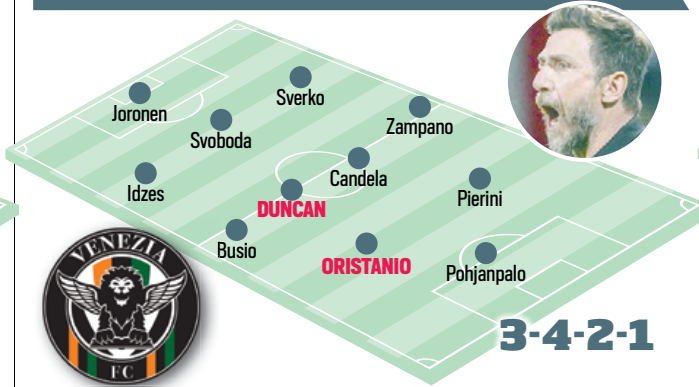 Joronen
Sverko
Svoboda
Zampano
Idzes
Candela
DUNCAN
Pierini
Busio
ORISTANIO
Pohjanpalo
VENEZIA
FC
3-4-2-1